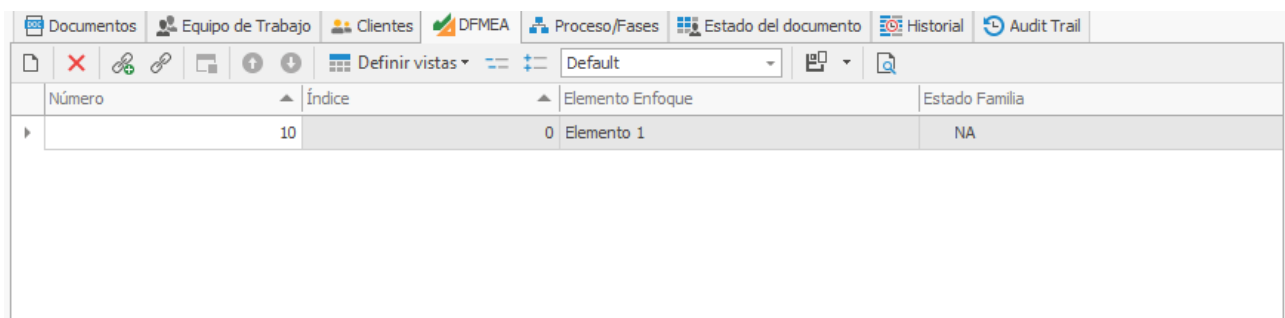 Documentos Equipo de Trabajo Clientes DFMEA Proceso/Fases Estado del documento Historial Audit Trail
Definir vistas Default
Número Índice Elemento Enfoque Estado Familia
10 0 Elemento 1 NA